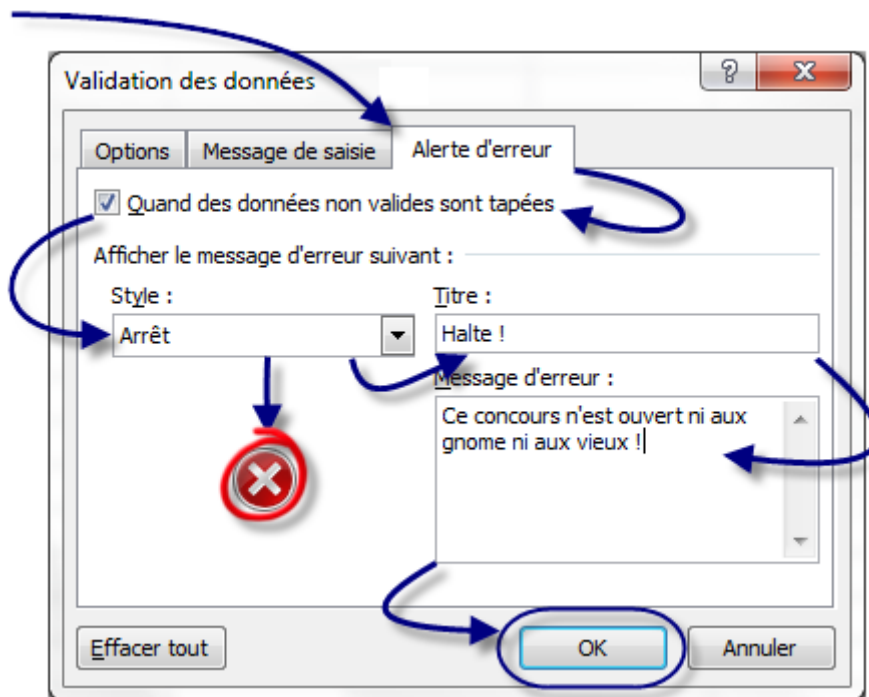 Validation des données
Options
Message de saisie
Alerte d'erreur
Quand des données non valides sont tapées
Afficher le message d'erreur suivant :
Style :
Arrêt
Titre :
Halte !
Message d'erreur :
Ce concours n'est ouvert ni aux
gnome ni aux vieux !
Effacer tout
OK
Annuler